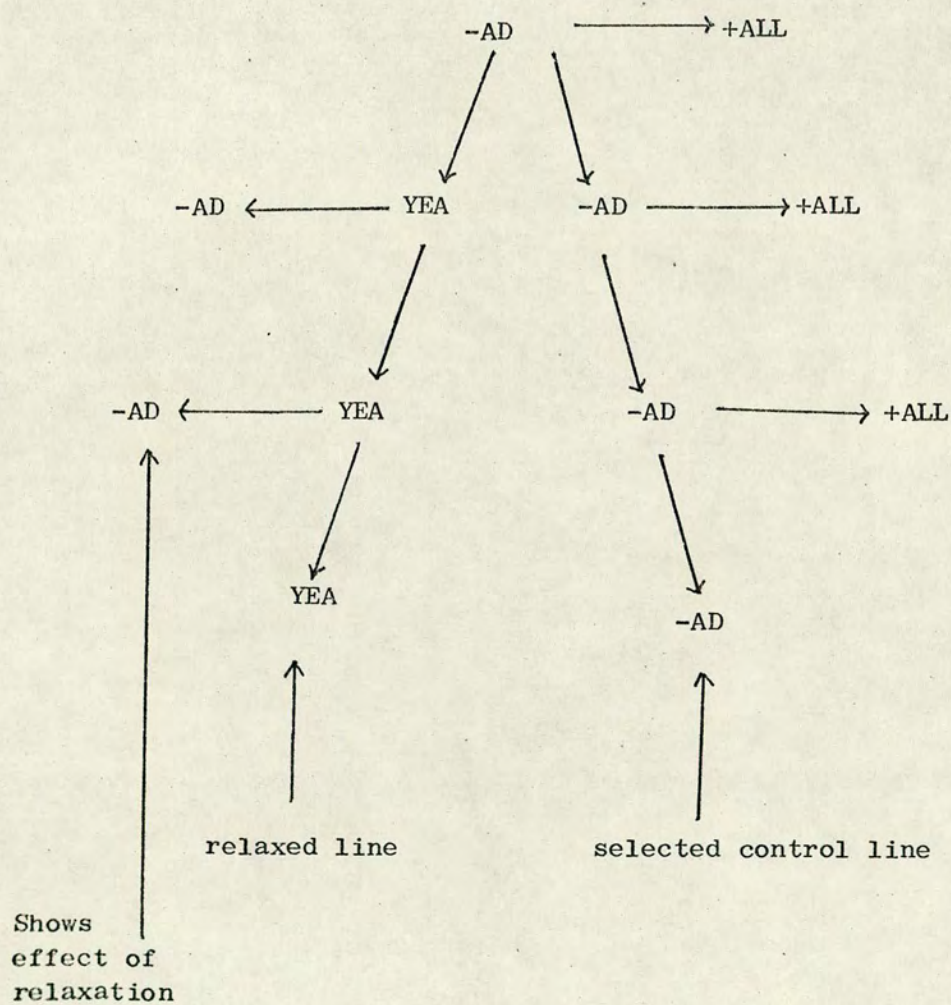 -AD +ALL
-AD YEA -AD +ALL
-AD YEA -AD +ALL
YEA
-AD
relaxed line selected control line
Shows
effect of
relaxation